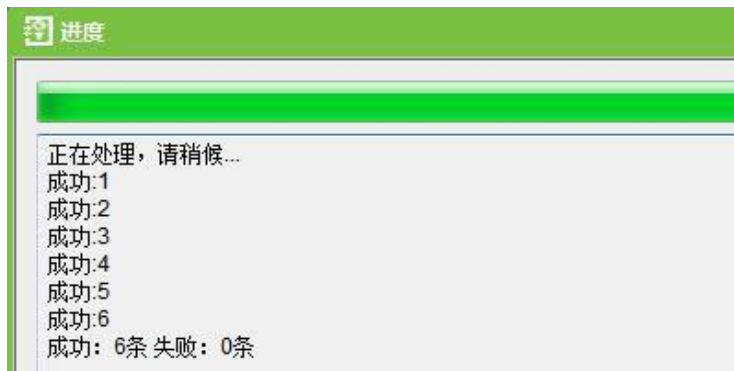 进度
正在处理，请稍候...
成功:1
成功:2
成功:3
成功:4
成功:5
成功:6
成功：6条 失败：0条